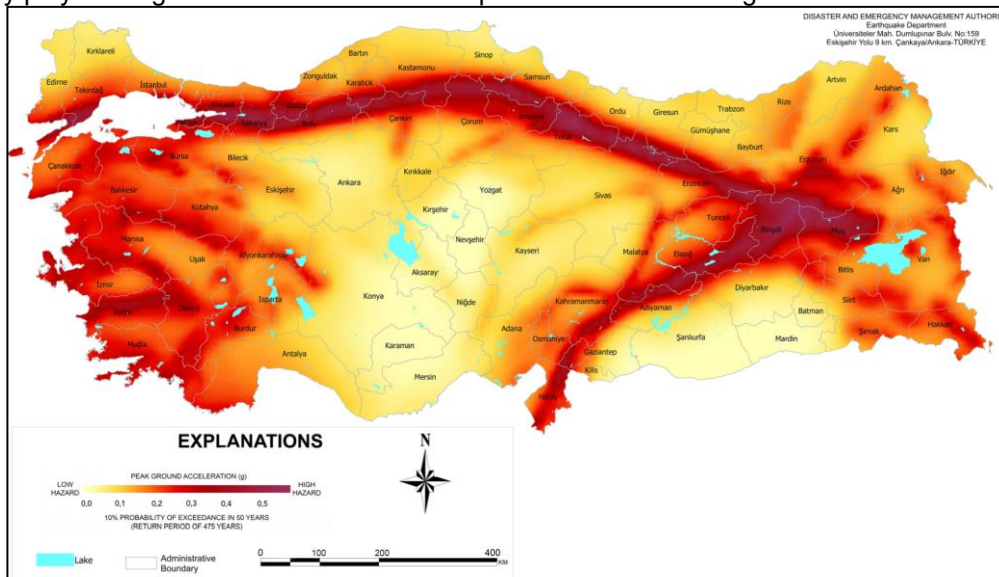 DISASTER AND EMERGENCY MANAGEMENT AUTHORI
Earthquake Department
Üniversiteler Mah. Dumlupınar Bulv. No:159
Eskişehir Yolu 9 km. Çankaya/Ankara-TÜRKİYE
Kırklareli
Edirne
Tekirdağ
İstanbul
Zonguldak
Bartın
Karabük
Kastamonu
Sinop
Samsun
Ordu
Giresun
Trabzon
Rize
Artvin
Ardahan
Kars
Gümüşhane
Bayburt
Erzurum
Iğdır
Ağrı
Sakarya
Bolu
Çankırı
Çorum
Amasya
Tokat
Çanakkale
Bursa
Bilecik
Balıkesir
Eskişehir
Ankara
Kırıkkale
Yozgat
Sivas
Erzincan
Tunceli
Bingöl
Muş
Kütahya
Kırşehir
Manisa
Uşak
Afyonkarahisar
Nevşehir
Kayseri
Malatya
Elazığ
Bitlis
Van
İzmir
Aydın
Denizli
Isparta
Konya
Aksaray
Niğde
Kahramanmaraş
Adıyaman
Diyarbakır
Batman
Siirt
Şırnak
Hakkari
Muğla
Burdur
Antalya
Karaman
Mersin
Adana
Osmaniye
Gaziantep
Kilis
Şanlıurfa
Mardin
Hatay
EXPLANATIONS
N
PEAK GROUND ACCELERATION (g)
LOW HAZARD
HIGH HAZARD
0,0 0,1 0,2 0,3 0,4 0,5
10% PROBABILITY OF EXCEEDANCE IN 50 YEARS
(RETURN PERIOD OF 475 YEARS)
Lake
Administrative
Boundary
0 100 200 400
KM